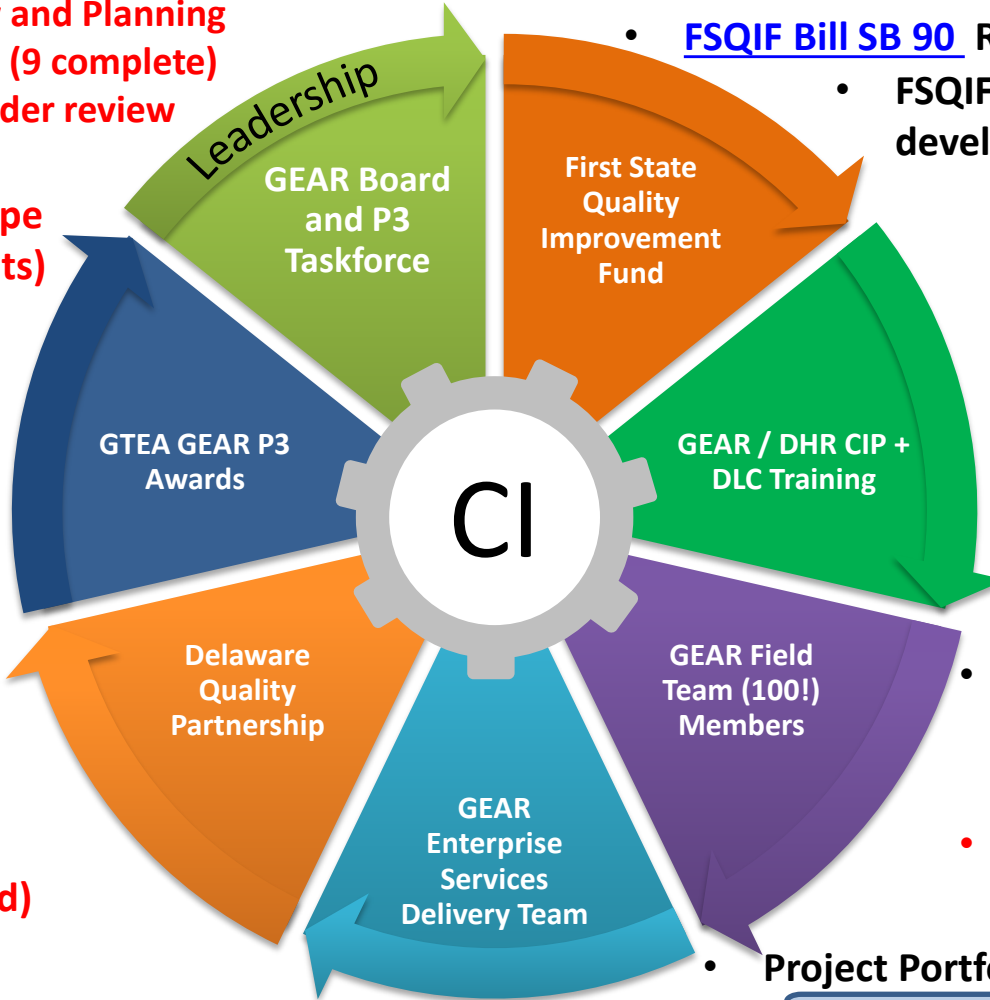 and Planning
(9 complete)
der review
pe
ts)
d)
• FSQIF Bill SB 90 R
• FSQIF
devel
Leadership
GEAR Board
and P3
Taskforce
First State
Quality
Improvement
Fund
GTEA GEAR P3
Awards
GEAR / DHR CIP +
DLC Training
CI
Delaware
Quality
Partnership
GEAR Field
Team (100!)
Members
GEAR
Enterprise
Services
Delivery Team
•
•
• Project Portf